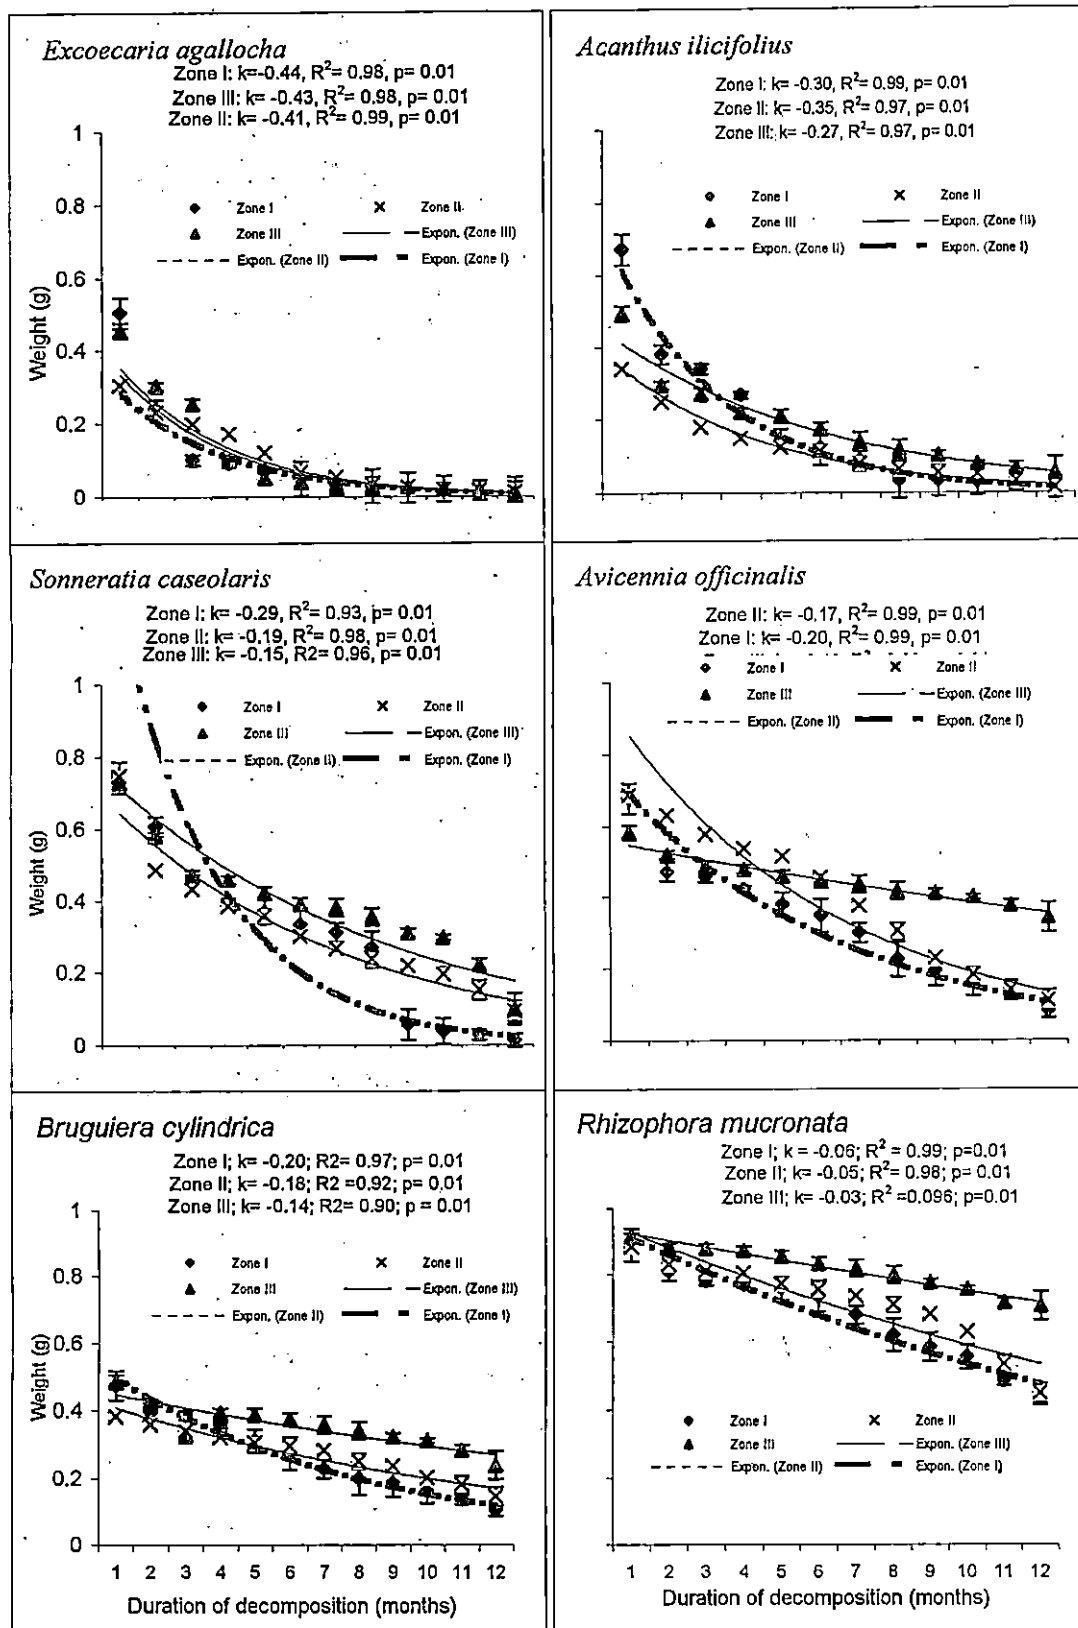 Excoecaria agallocha
Zone I: k=-0.44, R²= 0.98, p= 0.01
Zone III: k= -0.43, R²= 0.98, p= 0.01
Zone II: k= -0.41, R²= 0.99, p= 0.01
1
0.8
0.6
0.4
0.2
0
Weight (g)
Zone I
Zone II
Zone III
Expon. (Zone III)
Expon. (Zone II)
Expon. (Zone I)
Acanthus ilicifolius
Zone I: k= -0.30, R²= 0.99, p= 0.01
Zone II: k= -0.35, R²= 0.97, p= 0.01
Zone III: k= -0.27, R²= 0.97, p= 0.01
Zone I
Zone II
Zone III
Expon. (Zone III)
Expon. (Zone II)
Expon. (Zone I)
Sonneratia caseolaris
Zone I: k= -0.29, R²= 0.93, p= 0.01
Zone II: k= -0.19, R²= 0.98, p= 0.01
Zone III: k= -0.15, R2= 0.96, p= 0.01
1
0.8
0.6
0.4
0.2
0
Weight (g)
Zone I
Zone II
Zone III
Expon. (Zone III)
Expon. (Zone II)
Expon. (Zone I)
Avicennia officinalis
Zone II: k= -0.17, R²= 0.99, p= 0.01
Zone I: k= -0.20, R²= 0.99, p= 0.01
Zone I
Zone II
Zone III
Expon. (Zone III)
Expon. (Zone II)
Expon. (Zone I)
Bruguiera cylindrica
Zone I; k= -0.20; R2= 0.97; p= 0.01
Zone II; k= -0.18; R2 =0.92; p= 0.01
Zone III; k= -0.14; R2= 0.90; p = 0.01
1
0.8
0.6
0.4
0.2
0
Weight (g)
Zone I
Zone II
Zone III
Expon. (Zone III)
Expon. (Zone II)
Expon. (Zone I)
1 2 3 4 5 6 7 8 9 10 11 12
Duration of decomposition (months)
Rhizophora mucronata
Zone I; k = -0.06; R² = 0.99; p=0.01
Zone II; k= -0.05; R²= 0.98; p= 0.01
Zone III; k= -0.03; R² =0.096; p=0.01
Zone I
Zone II
Zone III
Expon. (Zone III)
Expon. (Zone II)
Expon. (Zone I)
1 2 3 4 5 6 7 8 9 10 11 12
Duration of decomposition (months)